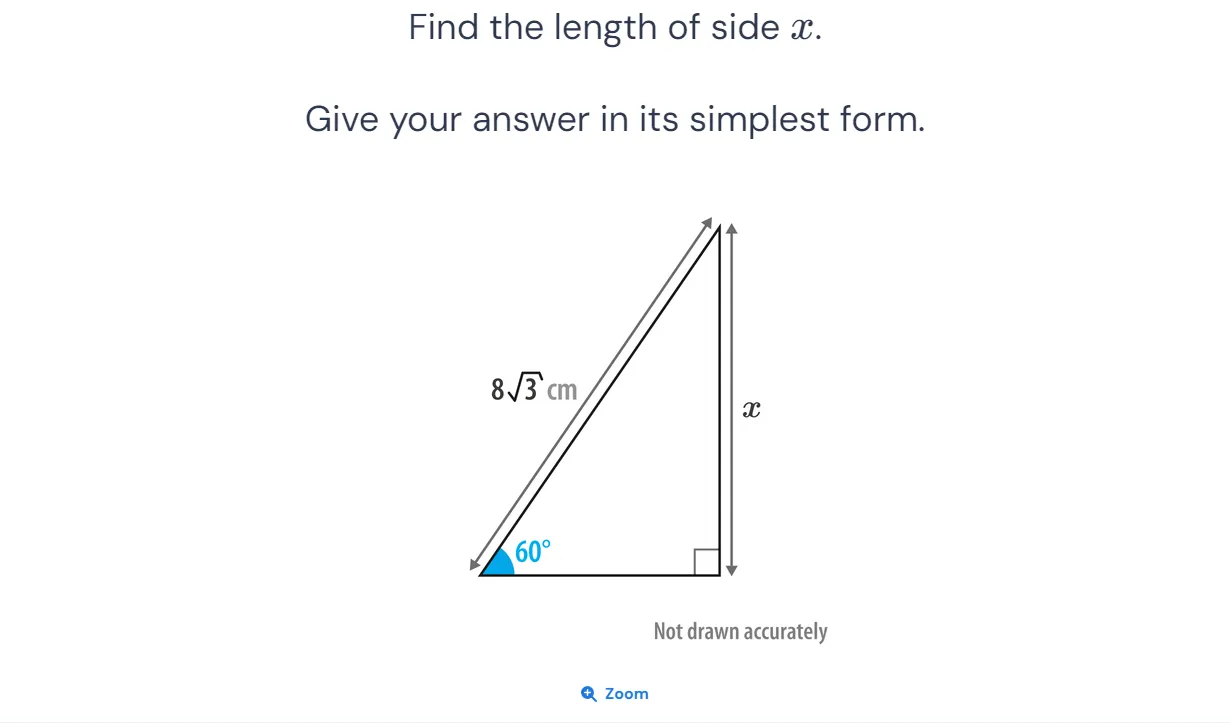 Find the length of side x.
Give your answer in its simplest form.
8√3 cm
x
60°
Not drawn accurately
Zoom